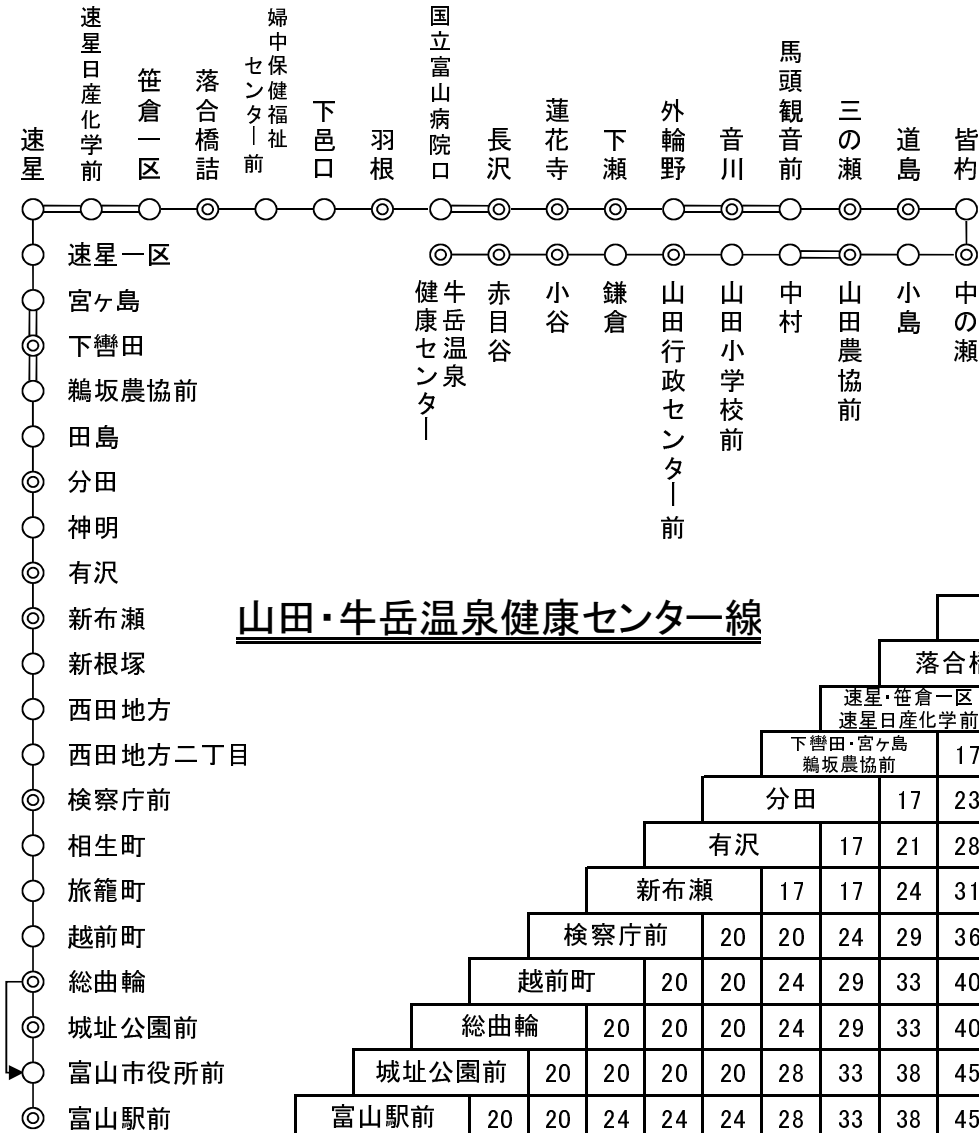 速星
速星日産化学前
笹倉一区
落合橋詰
婦中保健福祉
センター前
下邑口
羽根
国立富山病院口
長沢
蓮花寺
下瀬
外輪野
音川
馬頭観音前
三の瀬
道島
皆杓
牛岳温泉
健康センター
赤目谷
小谷
鎌倉
山田行政センター前
山田小学校前
中村
山田農協前
小島
中の瀬
速星一区
宮ヶ島
下轡田
鵜坂農協前
田島
分田
神明
有沢
新布瀬
新根塚
西田地方
西田地方二丁目
検察庁前
相生町
旅籠町
越前町
総曲輪
城址公園前
富山市役所前
富山駅前
山田・牛岳温泉健康センター線
落合
速星・笹倉一区
速星日産化学前
下轡田・宮ヶ島
鵜坂農協前 17
分田 17 23
有沢 17 21 28
新布瀬 17 17 24 31
検察庁前 20 20 24 29 36
越前町 20 20 24 29 33 40
総曲輪 20 20 20 24 29 33 40
城址公園前 20 20 20 20 28 33 38 45
富山駅前 20 20 24 24 24 28 33 38 45